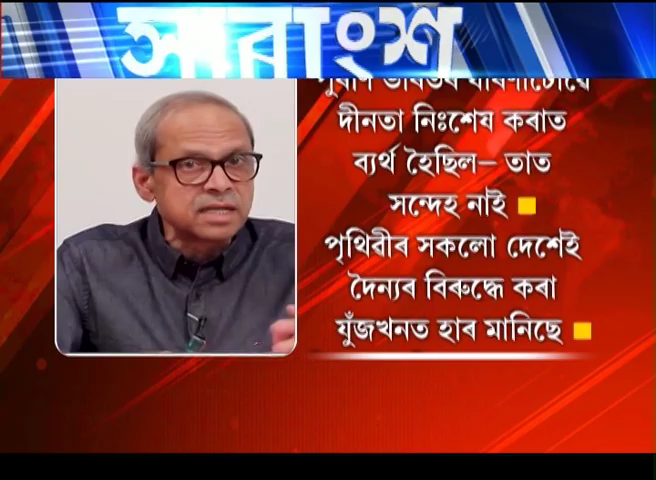 সাৰাংশ
দীনতা নিঃশেষ কৰাত
ব্যৰ্থ হৈছিল– তাত
সন্দেহ নাই
পৃথিবীৰ সকলো দেশেই
দৈন্যৰ বিৰুদ্ধে কৰা
যুঁজখনত হাৰ মানিছে